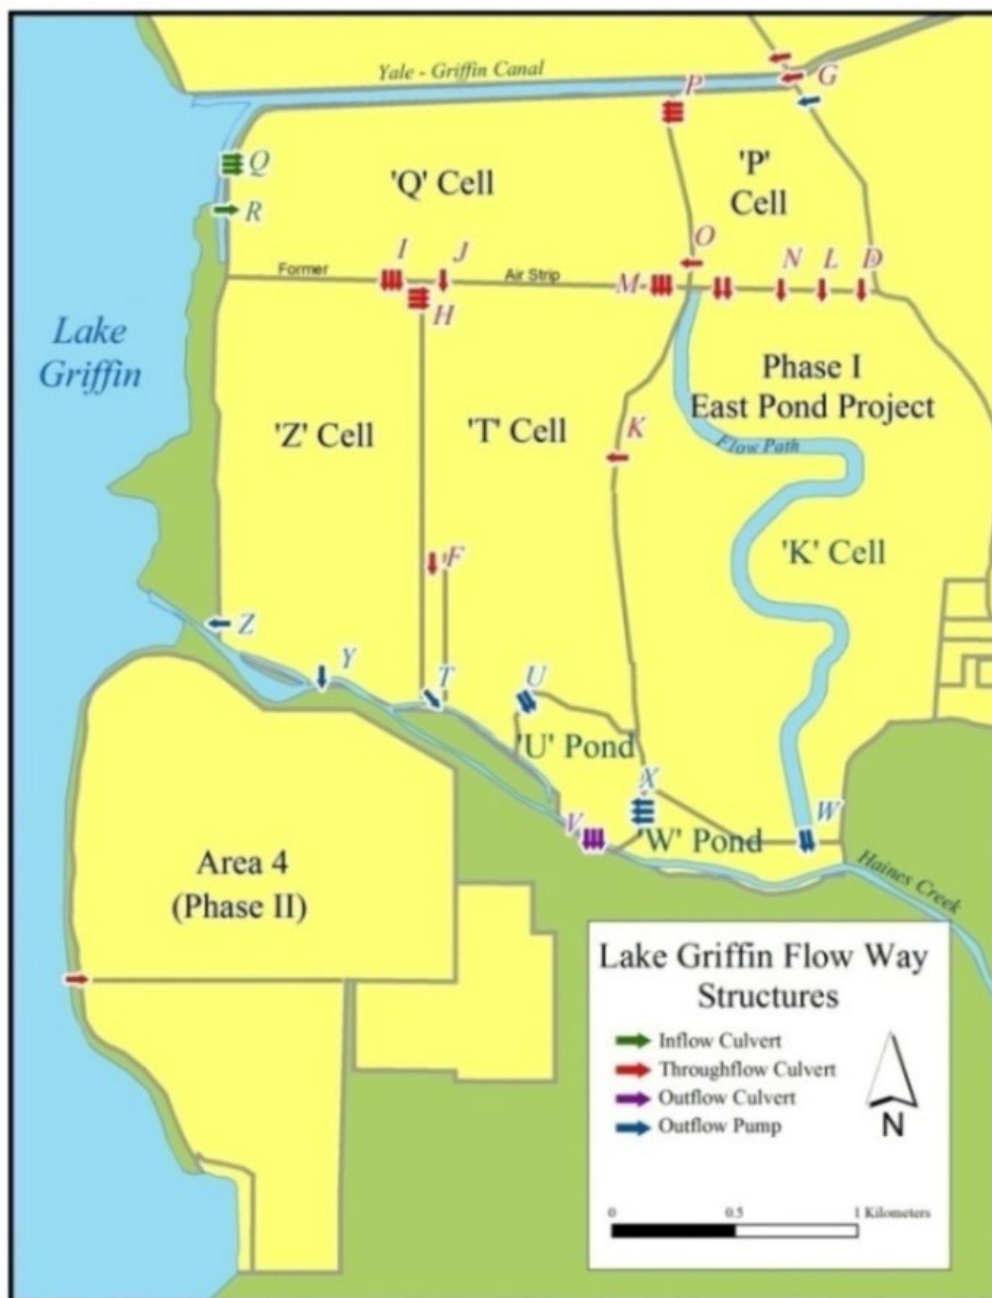 Yale - Griffin Canal
G
P
Q
'Q' Cell
'P'
Cell
R
O
I
J
N
L
D
Former
Air Strip
M
H
Lake
Griffin
Phase I
East Pond Project
'Z' Cell
'T' Cell
K
Flow Path
'K' Cell
F
Z
Y
T
U
'U' Pond
X
V
'W' Pond
W
Haines Creek
Area 4
(Phase II)
Lake Griffin Flow Way
Structures
Inflow Culvert
Throughflow Culvert
Outflow Culvert
Outflow Pump
N
0 0.5 1 Kilometers